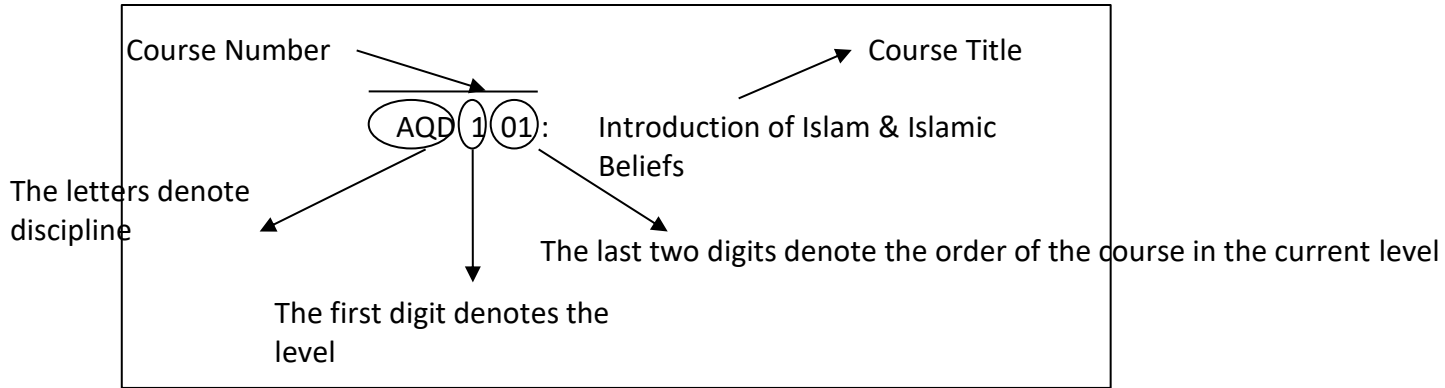 Course Number
Course Title
AQD 1 01:
Introduction of Islam & Islamic
Beliefs
The letters denote
discipline
The last two digits denote the order of the course in the current level
The first digit denotes the
level